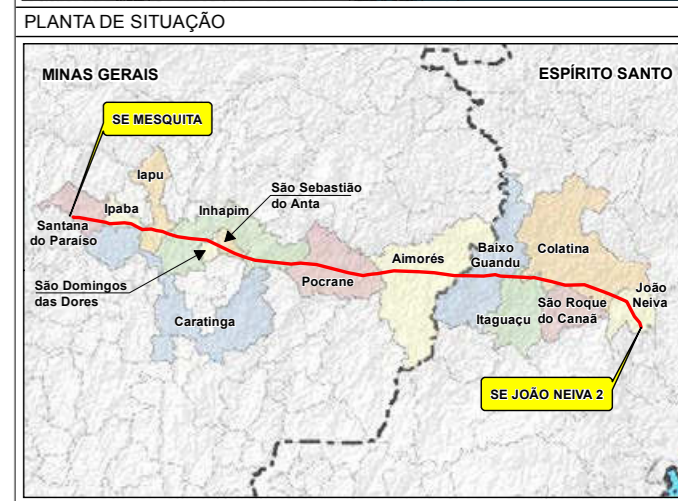 PLANTA DE SITUAÇÃO
MINAS GERAIS
ESPÍRITO SANTO
SE MESQUITA
Iapu
São Sebastião
do Anta
Ipaba
Inhapim
Santana
do Paraíso
Aimorés
Baixo
Guandu
Colatina
Pocrane
João
Neiva
São Domingos
das Dores
São Roque
do Canaã
Itaguaçu
Caratinga
SE JOÃO NEIVA 2